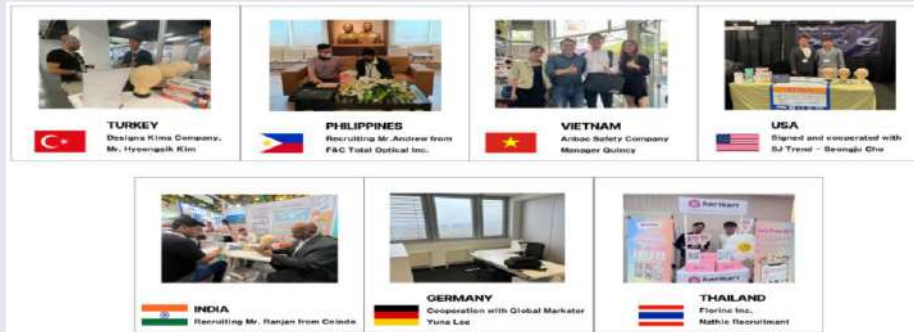 TURKEY
Designs Kims Company,
Mr. Hyeongsik Kim
PHILIPPINES
Recruiting Mr.Andrew from
F&C Total Optical Inc.
VIETNAM
Anbao Safety Company
Manager Quincy
USA
Signed and cooperated with
SJ Trend - Seongju Cho
INDIA
Recruiting Mr. Ranjan from Coinde
GERMANY
Cooperation with Global Marketer
Yuna Lee
THAILAND
Florine Inc.
Nathie Recruitment